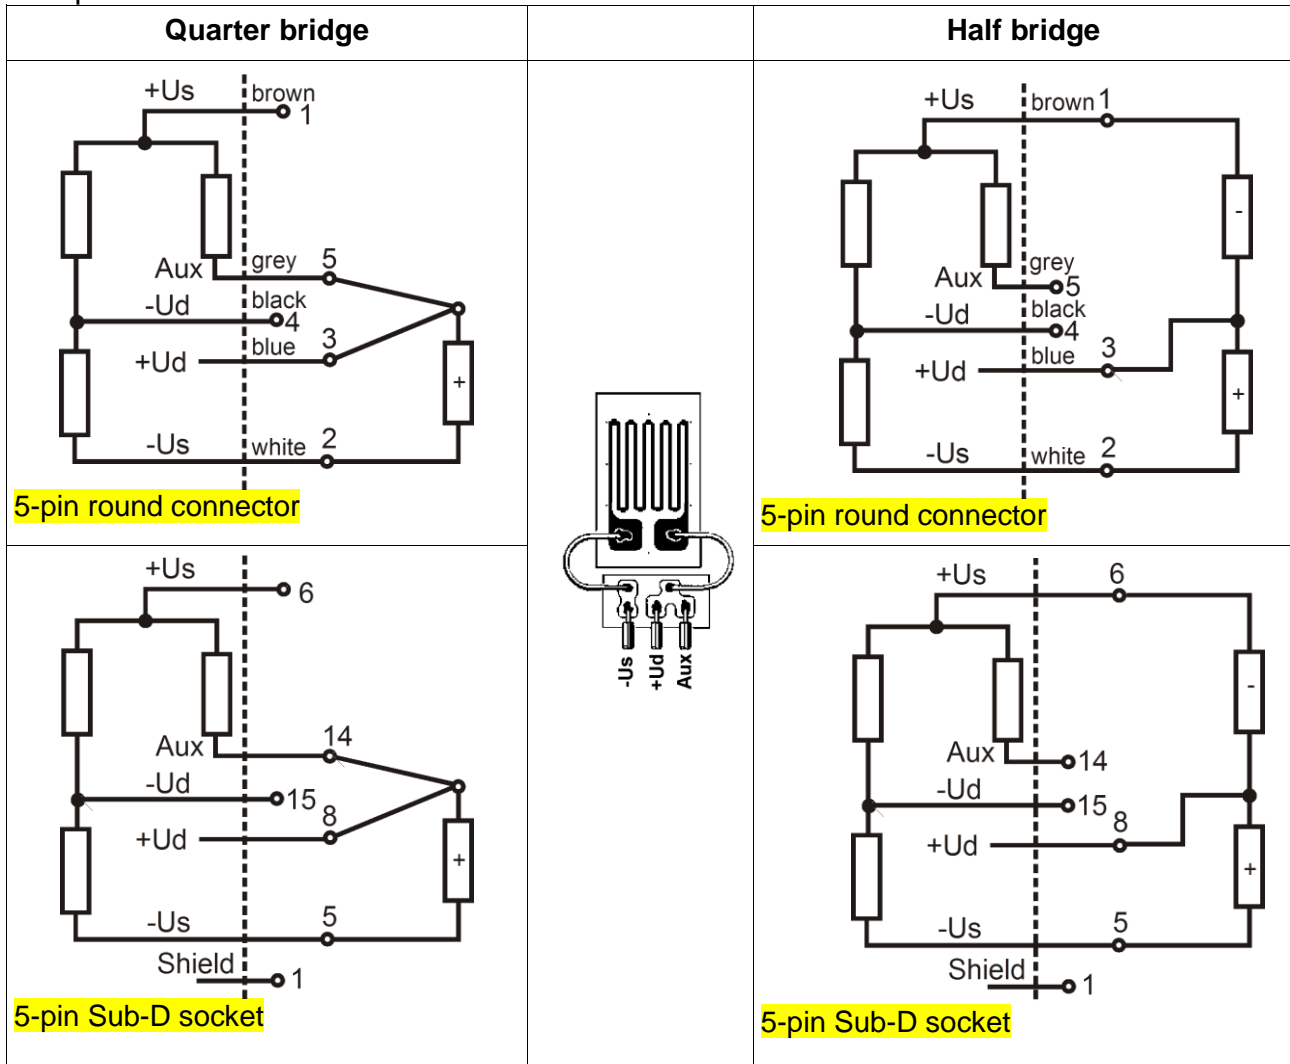 Quarter bridge
Half bridge
+Us
brown
1
Aux
grey
5
-Ud
black
4
+Ud
blue
3
+
-Us
white
2
5-pin round connector
+Us
brown 1
-
Aux
grey
5
-Ud
black
4
+Ud
blue
3
+
-Us
white
2
5-pin round connector
-Us
+Ud
Aux
+Us
6
Aux
14
-Ud
15
+Ud
8
+
-Us
5
Shield
1
5-pin Sub-D socket
+Us
6
-
Aux
14
-Ud
15
+Ud
8
+
-Us
5
Shield
1
5-pin Sub-D socket